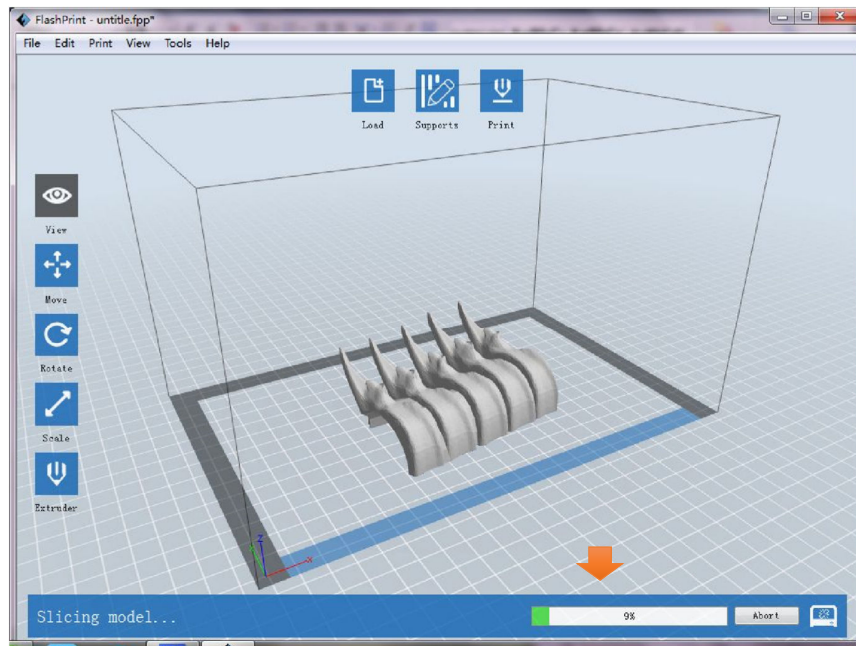 FlashPrint - untitle.fpp*
File Edit Print View Tools Help
Load Supports Print
View
Move
Rotate
Scale
Extruder
Z
X
Slicing model...
9%
Abort